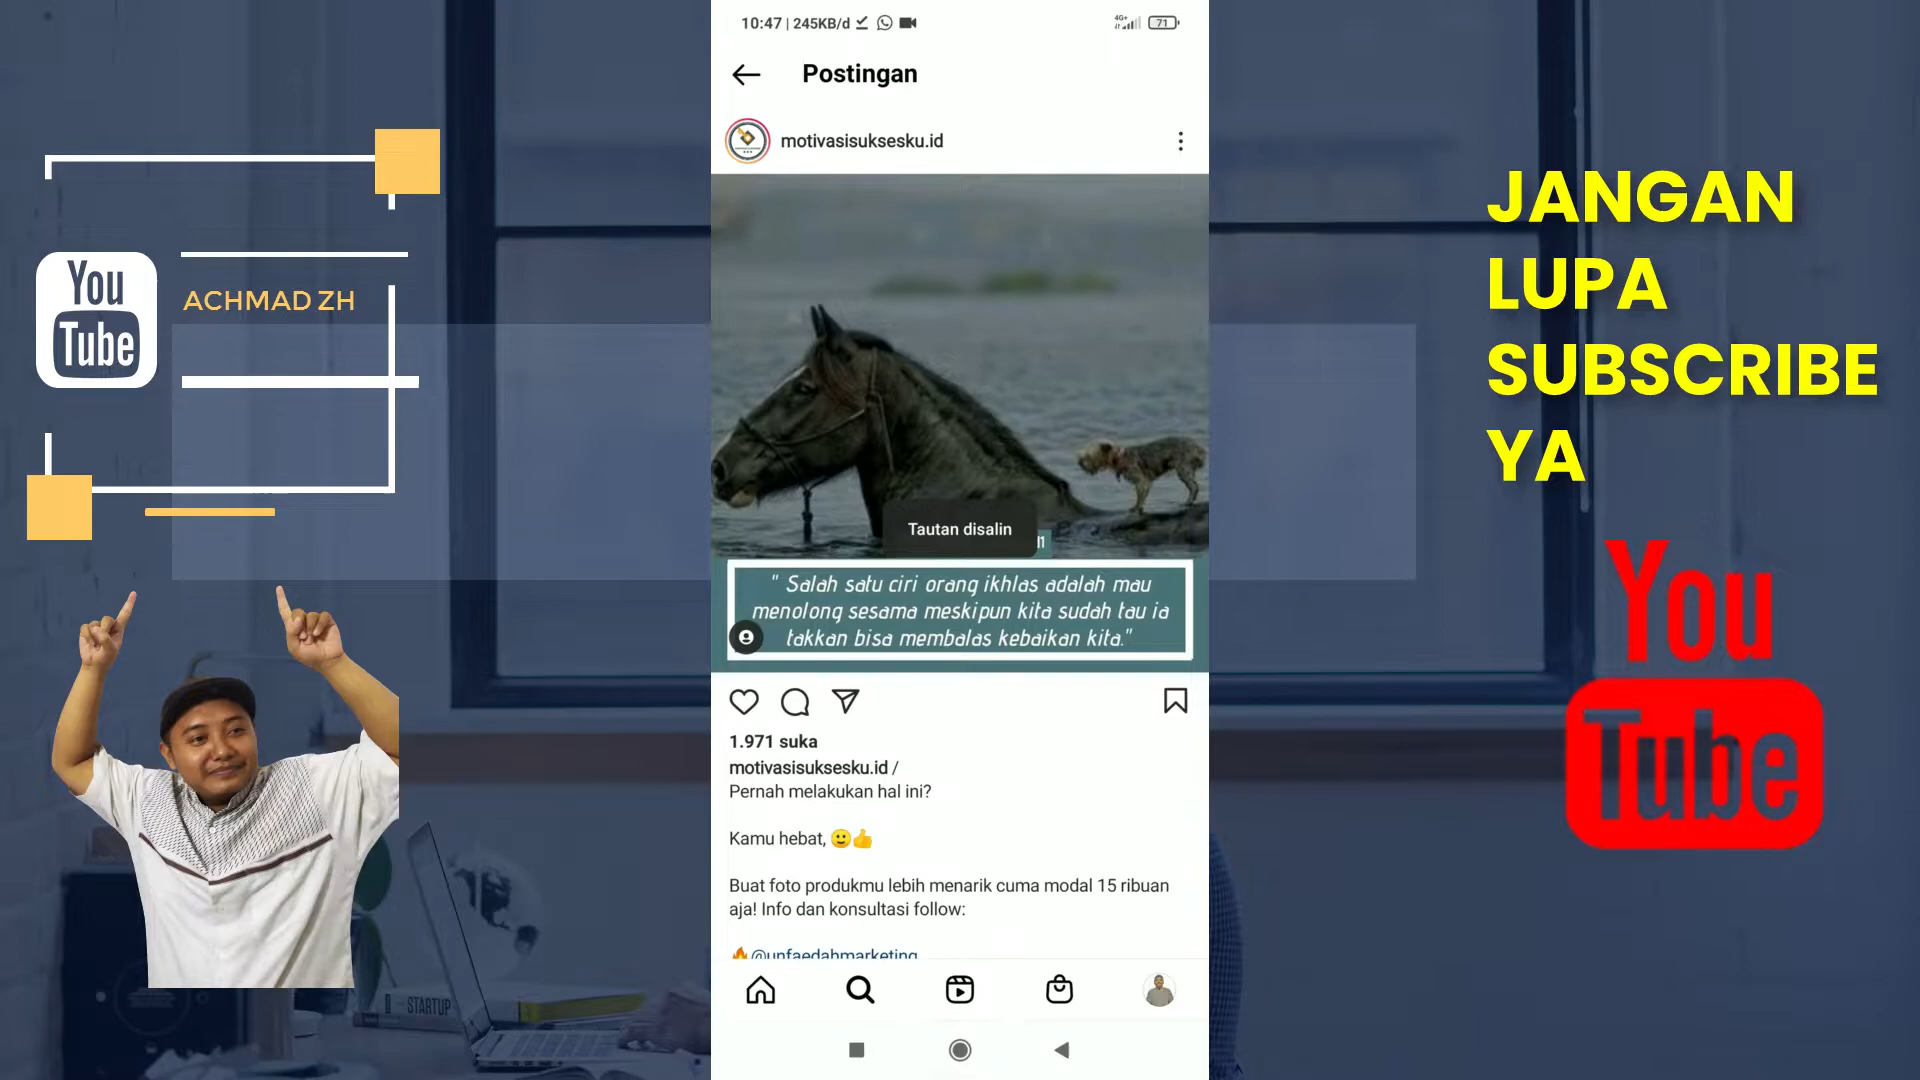 You
Tube
ACHMAD ZH
STARTUP
10:47 | 245KB/d
4G+
71
Postingan
motivasisuksesku.id
Tautan disalin
" Salah satu ciri orang ikhlas adalah mau
menolong sesama meskipun kita sudah tau ia
takkan bisa membalas kebaikan kita."
1.971 suka
motivasisuksesku.id /
Pernah melakukan hal ini?
Kamu hebat, 🙂👍
Buat foto produkmu lebih menarik cuma modal 15 ribuan
aja! Info dan konsultasi follow:
🔥@unfaedahmarketing
JANGAN
LUPA
SUBSCRIBE
YA
You
Tube